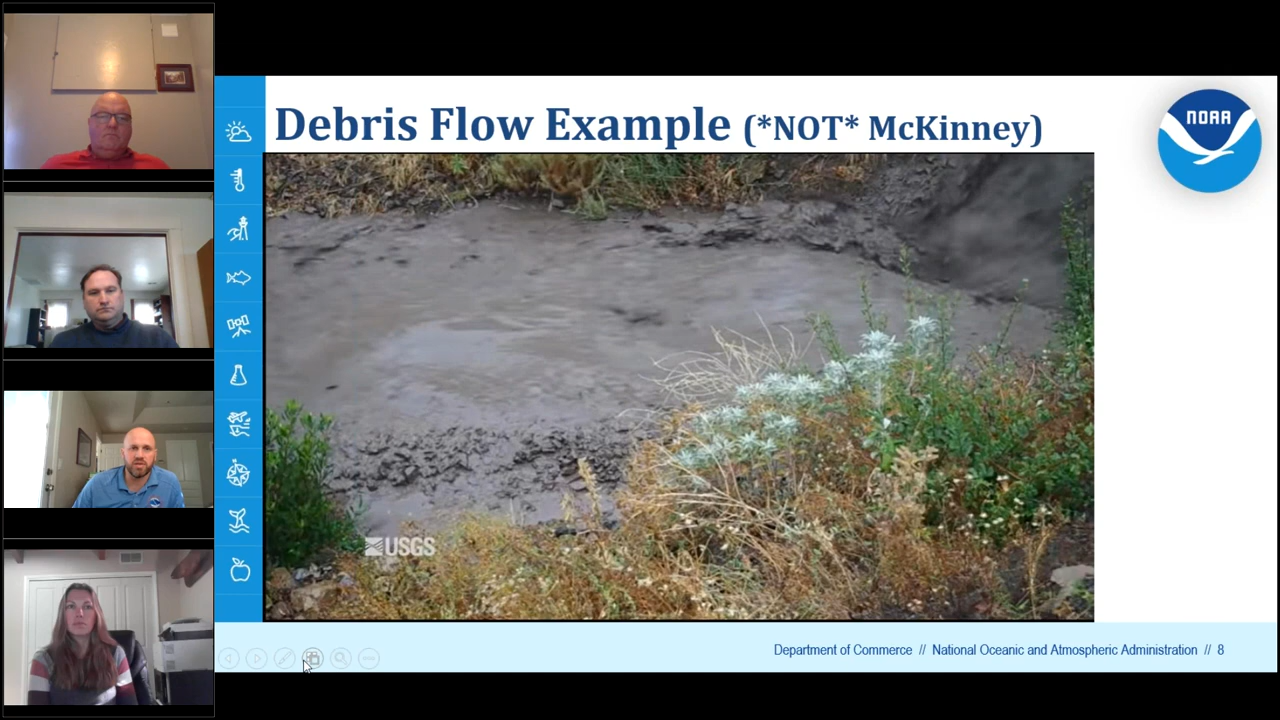 Debris Flow Example (*NOT* McKinney)
NOAA
USGS
Department of Commerce // National Oceanic and Atmospheric Administration // 8